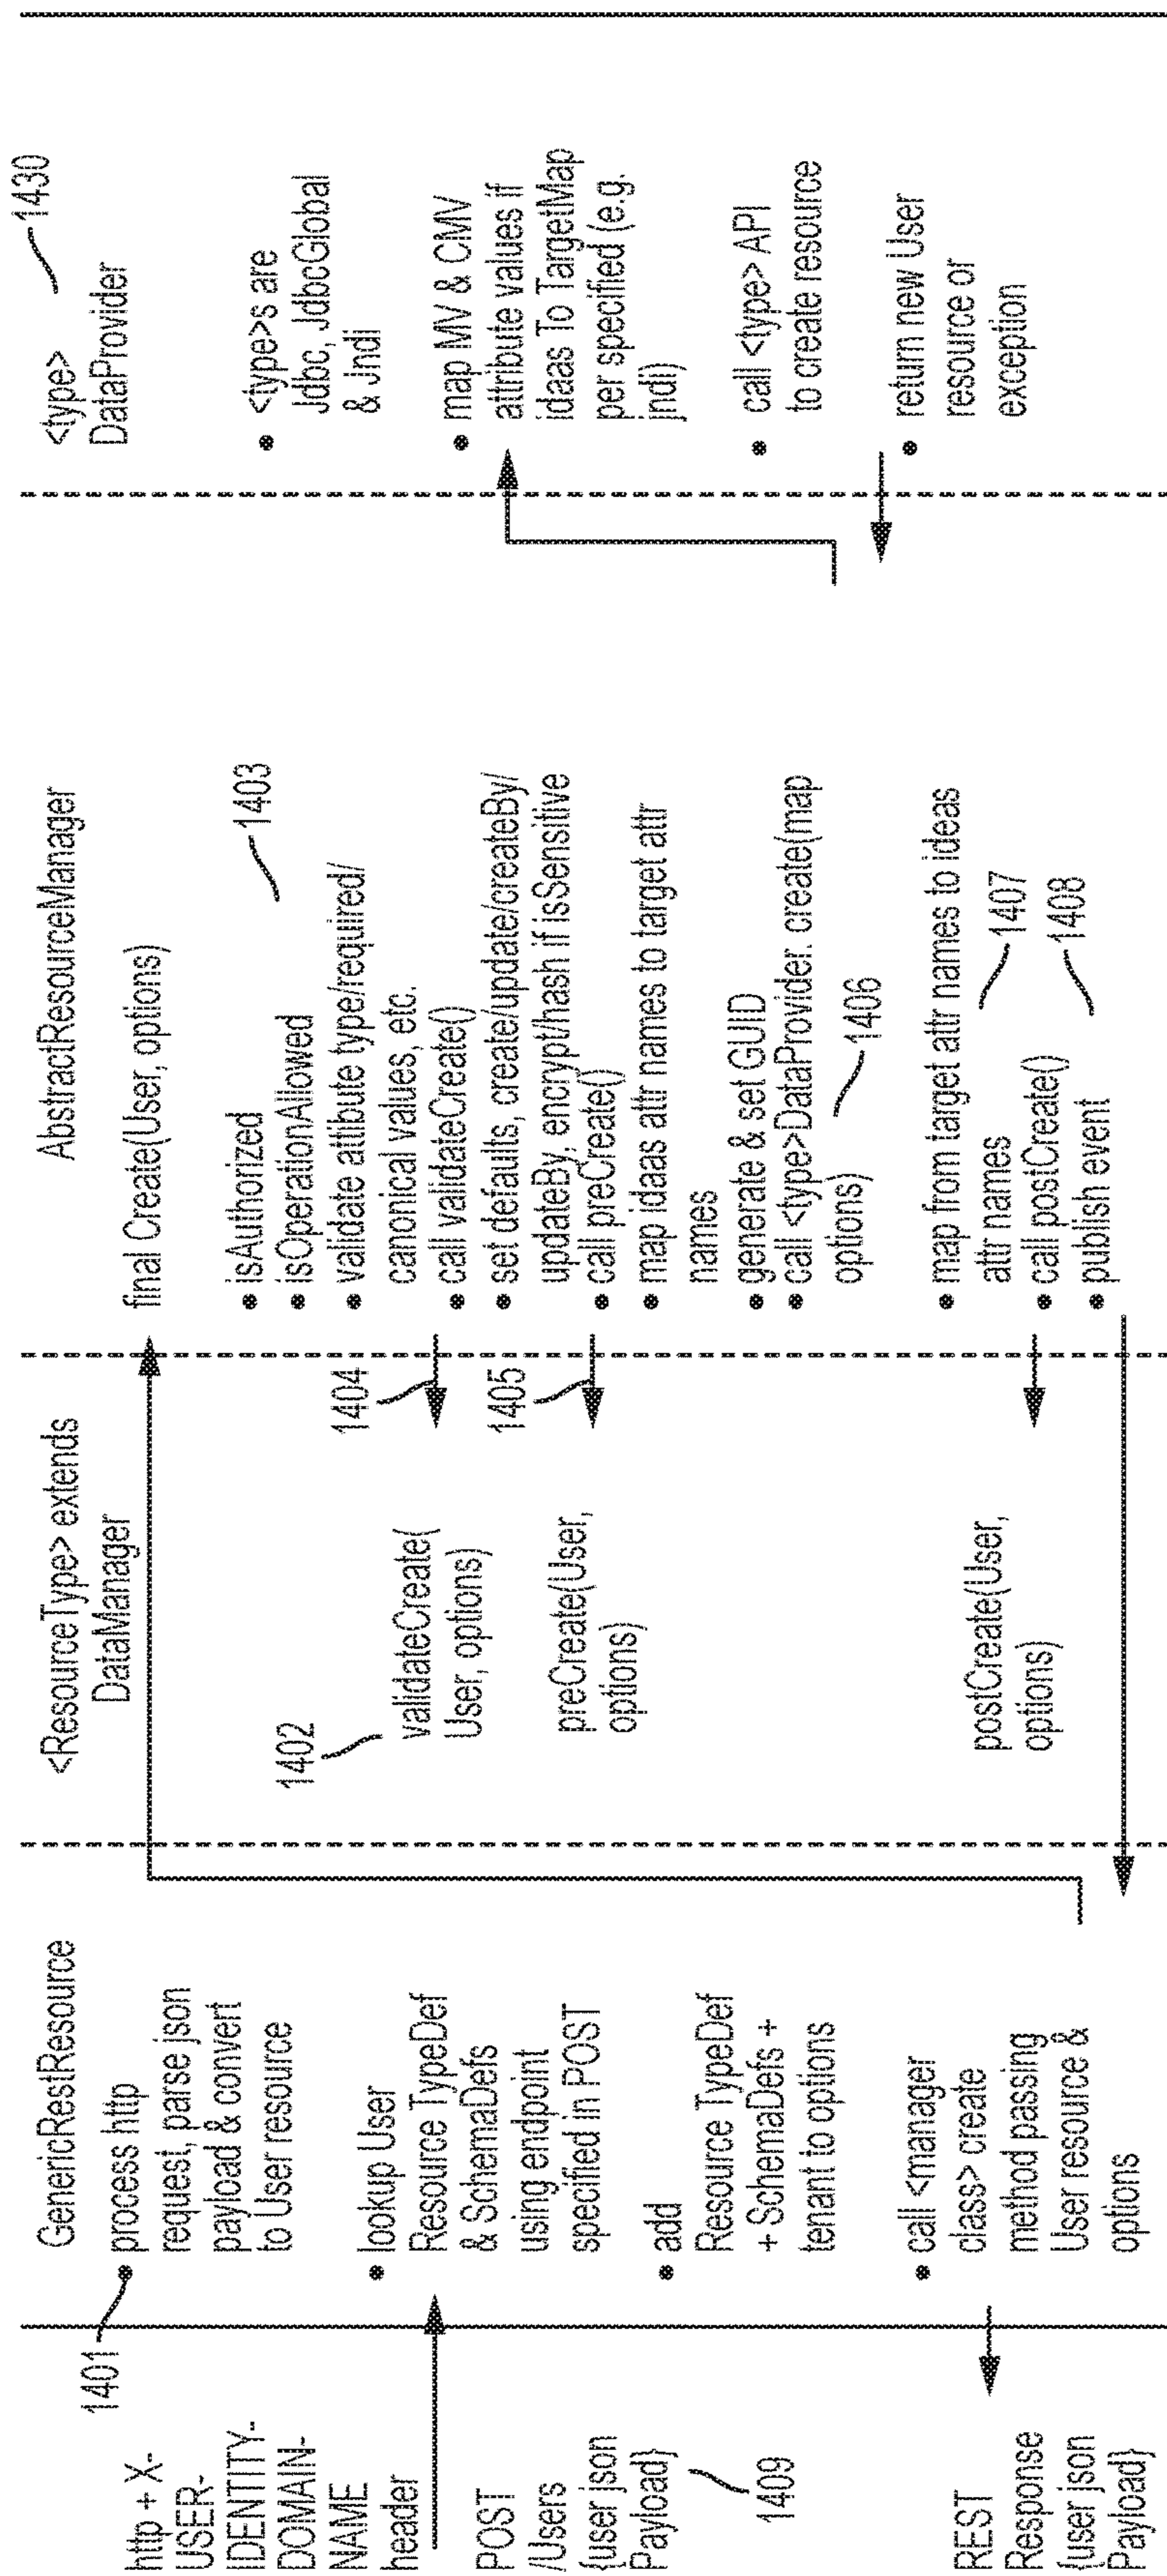 http + X-
USER-
IDENTITY-
DOMAIN-
NAME
header
POST
/Users
{user json
Payload}
1409
REST
Response
{user json
Payload}
1401
GenericRestResource
• process http
request, parse json
payload & convert
to User resource
• lookup User
Resource TypeDef
& SchemaDefs
using endpoint
specified in POST
• add
Resource TypeDef
+ SchemaDefs +
tenant to options
• call <manager
class> create
method passing
User resource &
options
<ResourceType> extends
DataManager
1402
validateCreate(
User, options)
preCreate(User,
options)
postCreate(User,
options)
1404
1405
AbstractResourceManager
final Create(User, options)
1403
• isAuthorized
• isOperationAllowed
• validate attibute type/required/
canonical values, etc.
• call validateCreate()
• set defaults, create/update/createBy/
updateBy, encrypt/hash if isSensitive
• call preCreate()
• map idaas attr names to target attr
names
• generate & set GUID
• call <type>DataProvider. create(map
options)
1406
• map from target attr names to ideas
attr names
1407
• call postCreate()
1408
• publish event
<type>
DataProvider
1430
• <type>s are
Jdbc, JdbcGlobal
& Jndi
• map MV & CMV
attribute values if
idaas To TargetMap
per specified (e.g.
jndi)
• call <type> API
to create resource
• return new User
resource or
exception